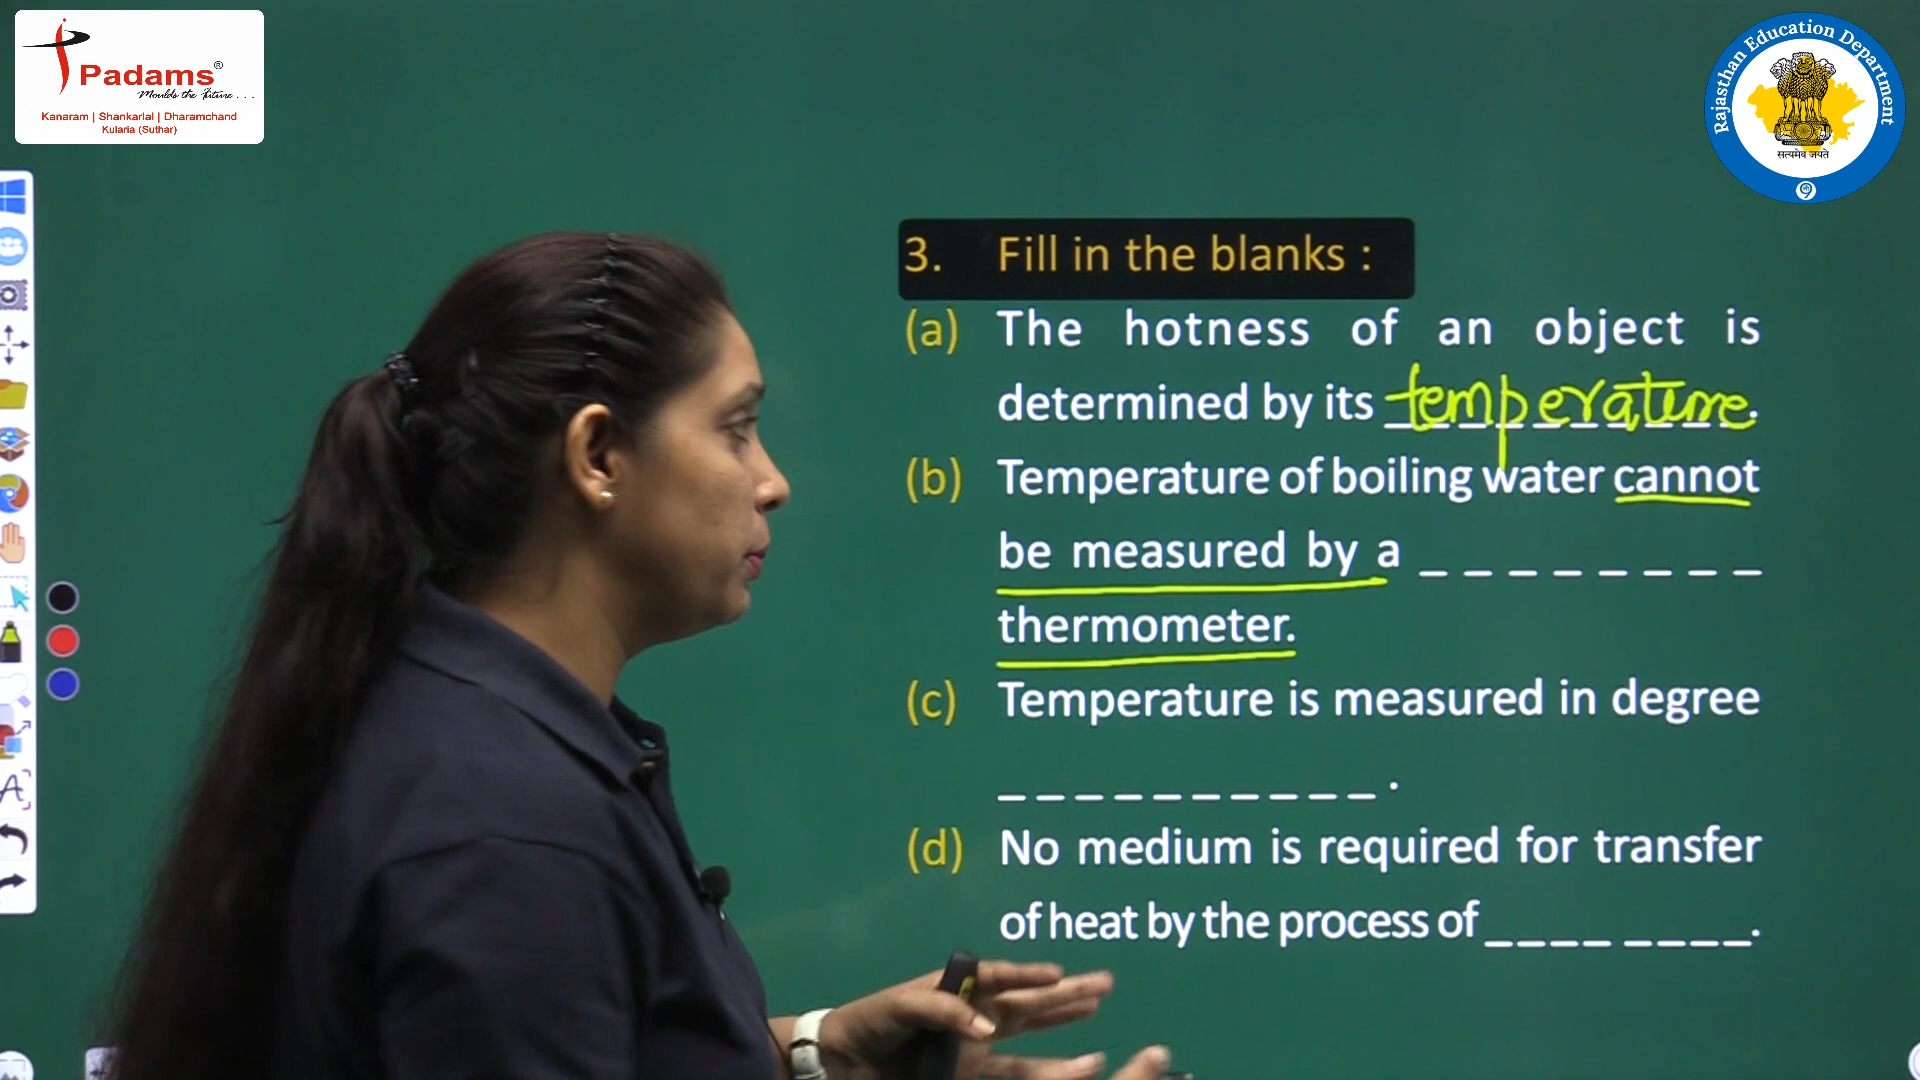 Padams®
Moulds the Future . . .
Kanaram | Shankarlal | Dharamchand
Kularia (Suthar)
Rajasthan Education Department
सत्यमेव जयते
3. Fill in the blanks :
(a) The hotness of an object is
determined by its temperature.
(b) Temperature of boiling water cannot
be measured by a _ _ _ _ _ _ _ _ _
thermometer.
(c) Temperature is measured in degree
_ _ _ _ _ _ _ _ _ _ .
(d) No medium is required for transfer
of heat by the process of _ _ _ _ _ _ _ _.